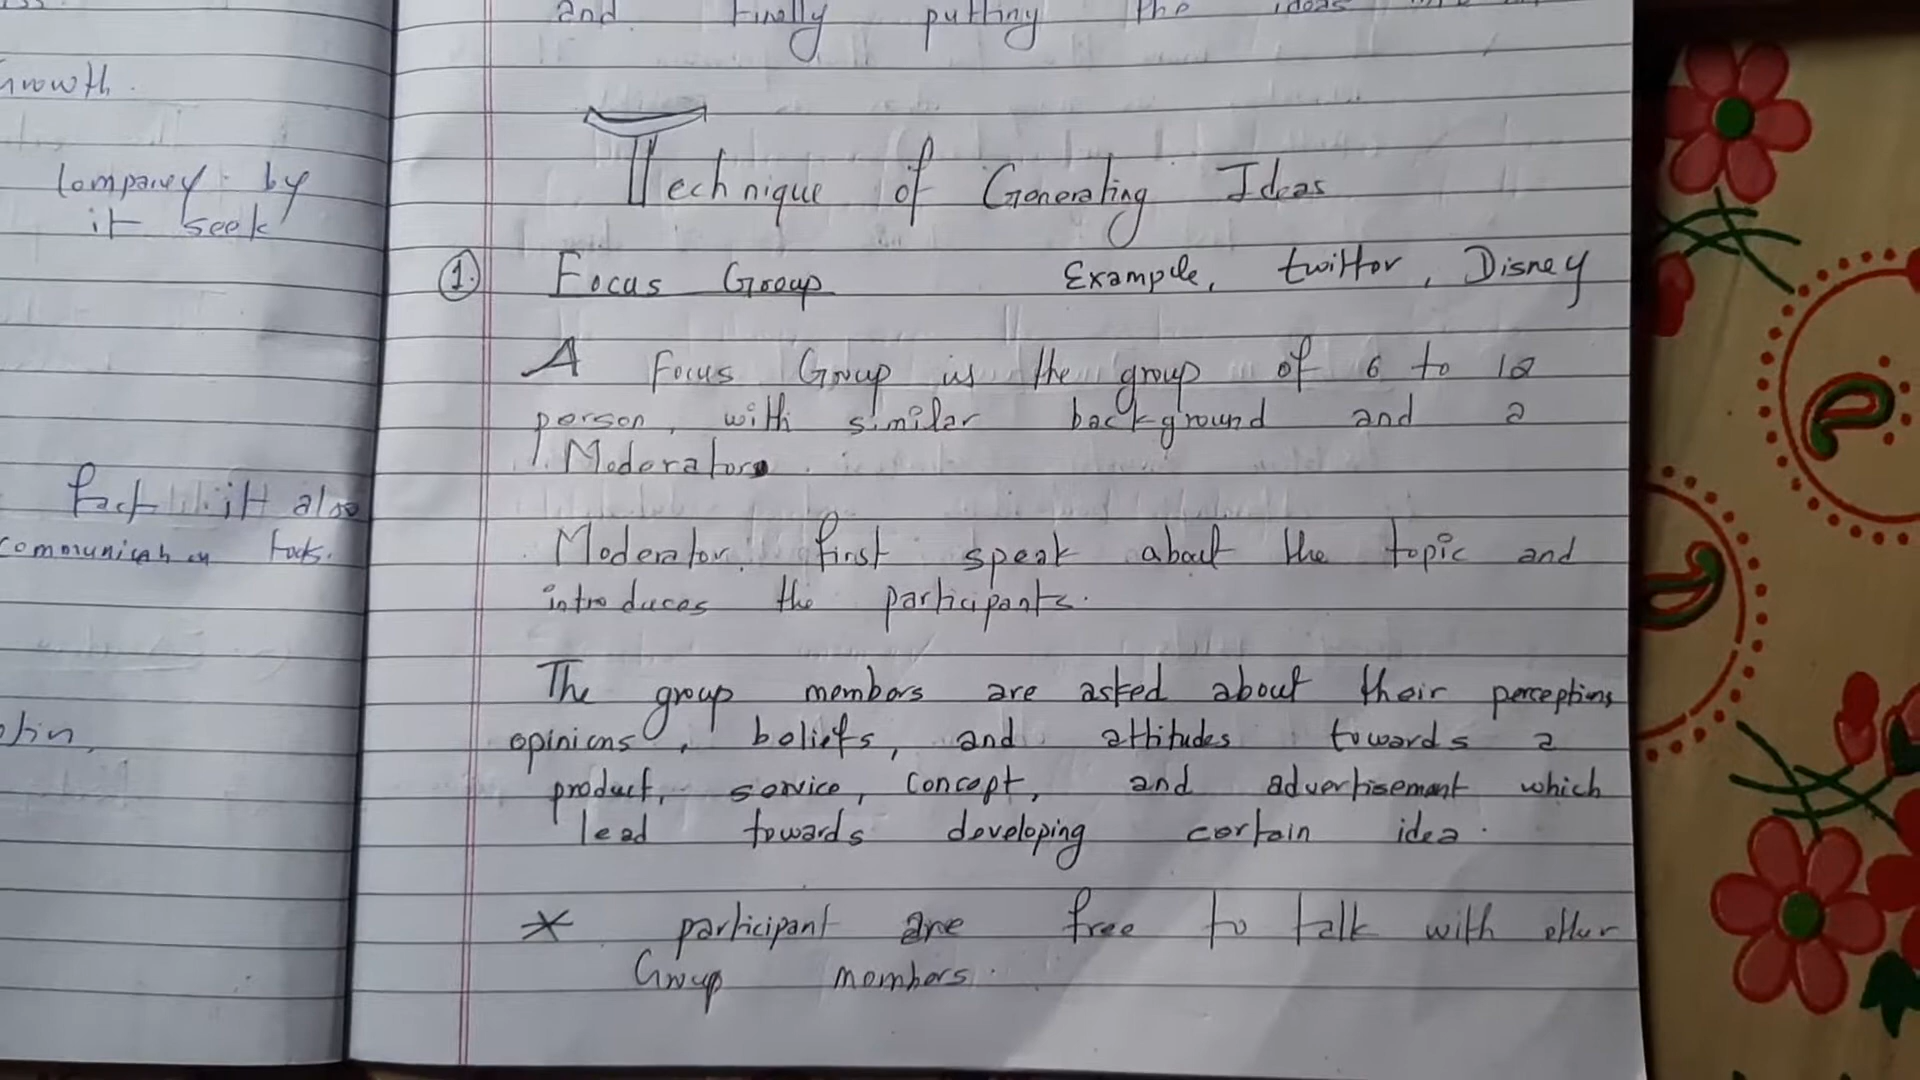 and finally putting the ideas
Growth.
Company by
it seek
fact it also
communication tools.
Technique of Generating Ideas
1. Focus Group Example, twitter, Disney
A Focus Group is the group of 6 to 12
person, with similar background and a
Moderators.
Moderator first speak about the topic and
introduces the participants.
The group members are asked about their perceptions
opinions, beliefs, and attitudes towards a
product, service, concept, and advertisement which
lead towards developing certain idea.
* participant are free to talk with other
Group members.